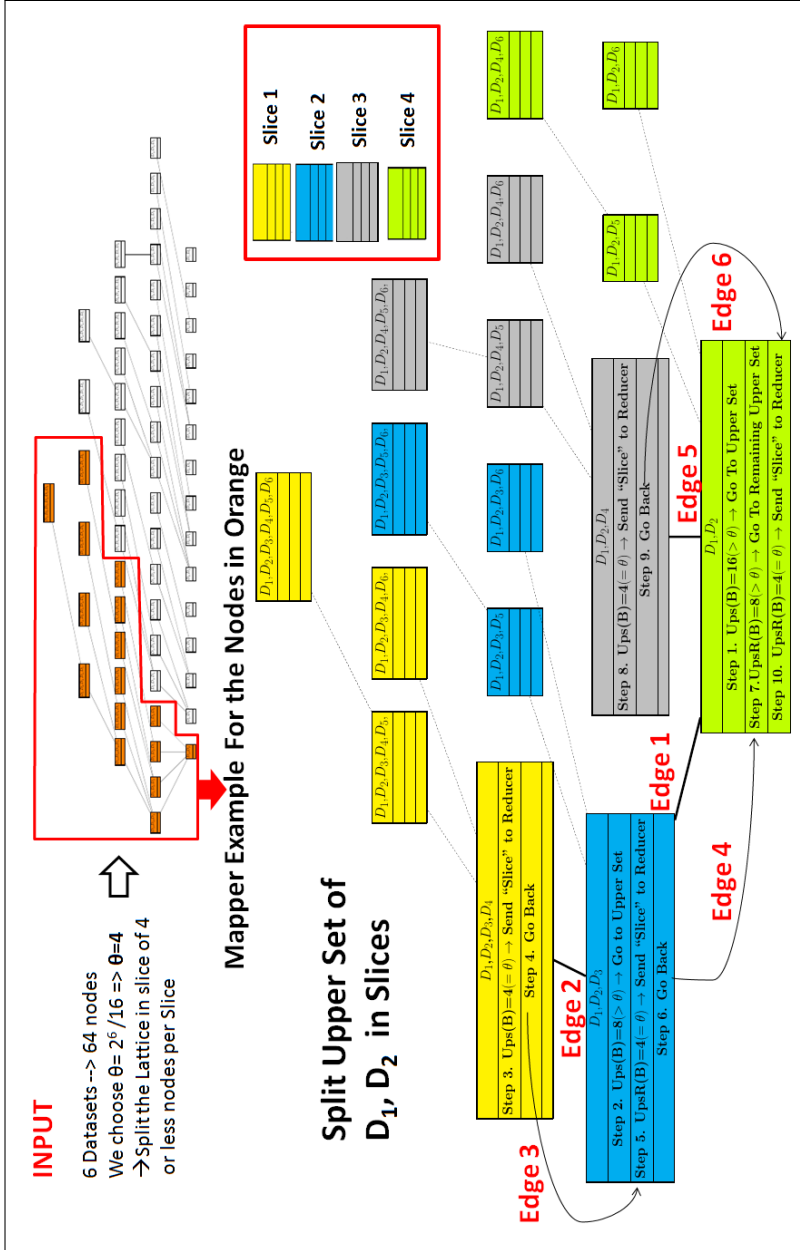 INPUT
6 Datasets --> 64 nodes
We choose θ= 2⁶ /16 => θ=4
→Split the Lattice in slice of 4
or less nodes per Slice
Mapper Example For the Nodes in Orange
Slice 1
Slice 2
Slice 3
Slice 4
Split Upper Set of
D₁, D₂ in Slices
D₁,D₂,D₃,D₄,D₅,D₆
D₁,D₂,D₃,D₄,D₅,
D₁,D₂,D₃,D₄,D₆,
D₁,D₂,D₃,D₅,D₆,
D₁,D₂,D₄,D₅,D₆,
D₁,D₂,D₃,D₄
Step 3. Ups(B)=4(= θ) → Send “Slice” to Reducer
Step 4. Go Back
D₁,D₂,D₃,D₅
D₁,D₂,D₃,D₆
D₁,D₂,D₄,D₅
D₁,D₂,D₄,D₆
D₁,D₂,D₄,D₆
Edge 3
Edge 2
D₁,D₂,D₃
Step 2. Ups(B)=8(> θ) → Go to Upper Set
Step 5. UpsR(B)=4(= θ) → Send “Slice” to Reducer
Step 6. Go Back
D₁,D₂,D₄
Step 8. Ups(B)=4(= θ) → Send “Slice” to Reducer
Step 9. Go Back
D₁,D₂,D₅
D₁,D₂,D₆
Edge 1
Edge 5
Edge 4
Edge 6
D₁,D₂
Step 1. Ups(B)=16(> θ) → Go To Upper Set
Step 7.UpsR(B)=8(> θ) → Go To Remaining Upper Set
Step 10. UpsR(B)=4(= θ) → Send “Slice” to Reducer